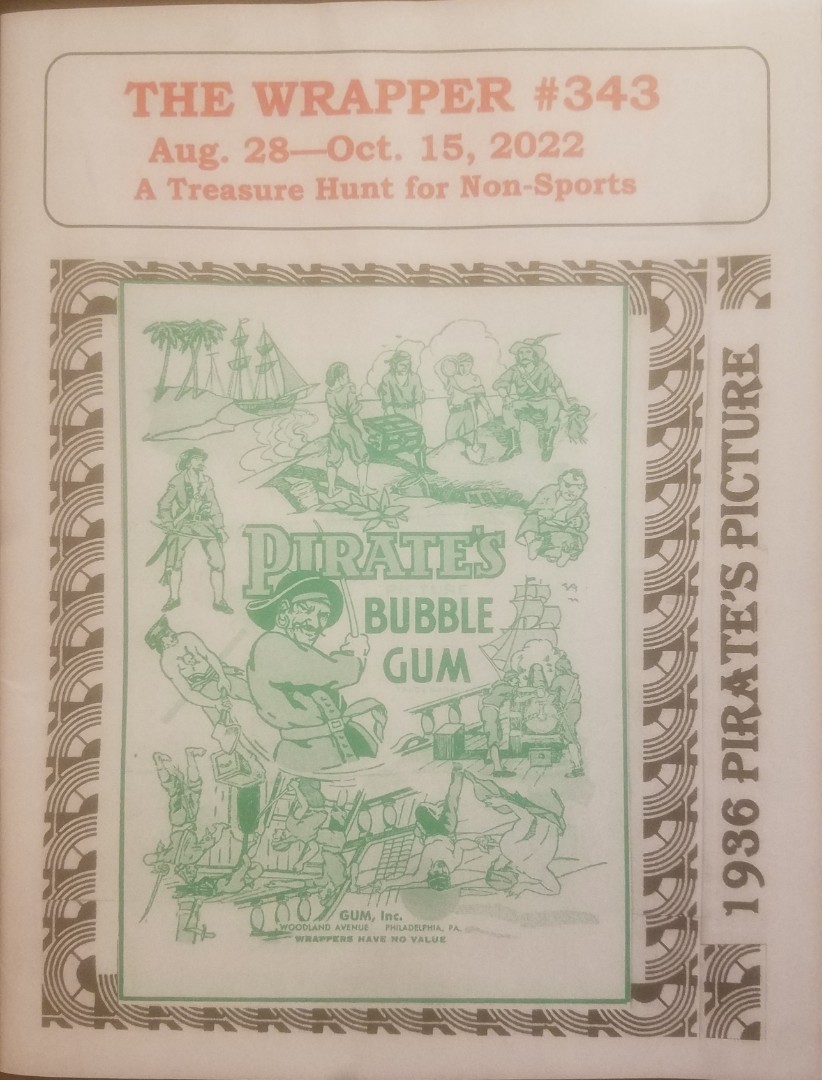 THE WRAPPER #343
Aug. 28—Oct. 15, 2022
A Treasure Hunt for Non-Sports
PIRATE'S
PICTURE
BUBBLE
GUM
GUM, Inc.
WOODLAND AVENUE PHILADELPHIA, PA.
WRAPPERS HAVE NO VALUE
1936 PIRATE'S PICTURE